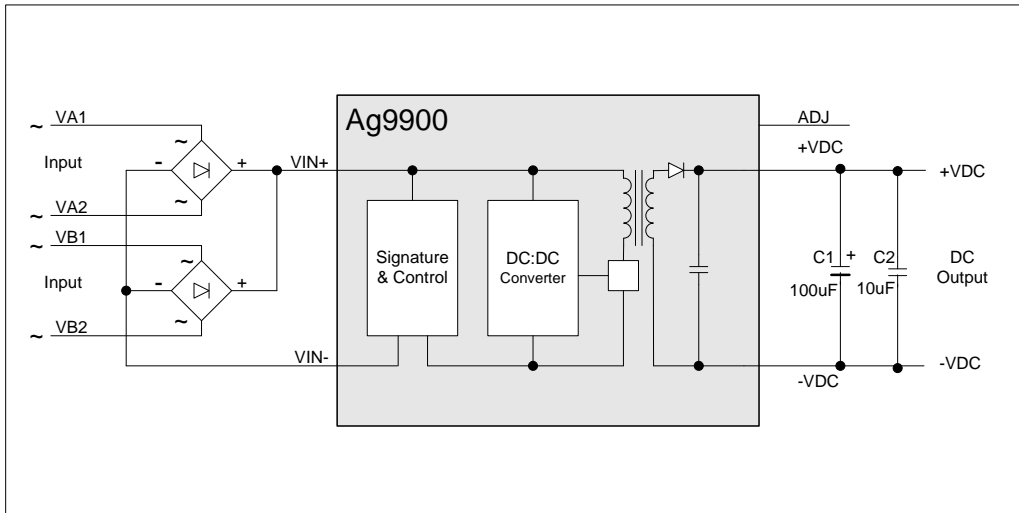 Ag9900
~ VA1
Input
~ VA2
~ VB1
Input
~ VB2
~
- +
~
~
- +
~
VIN+
VIN-
Signature
& Control
DC:DC
Converter
ADJ
+VDC
-VDC
C1 +
100uF
C2
10uF
+VDC
DC
Output
-VDC